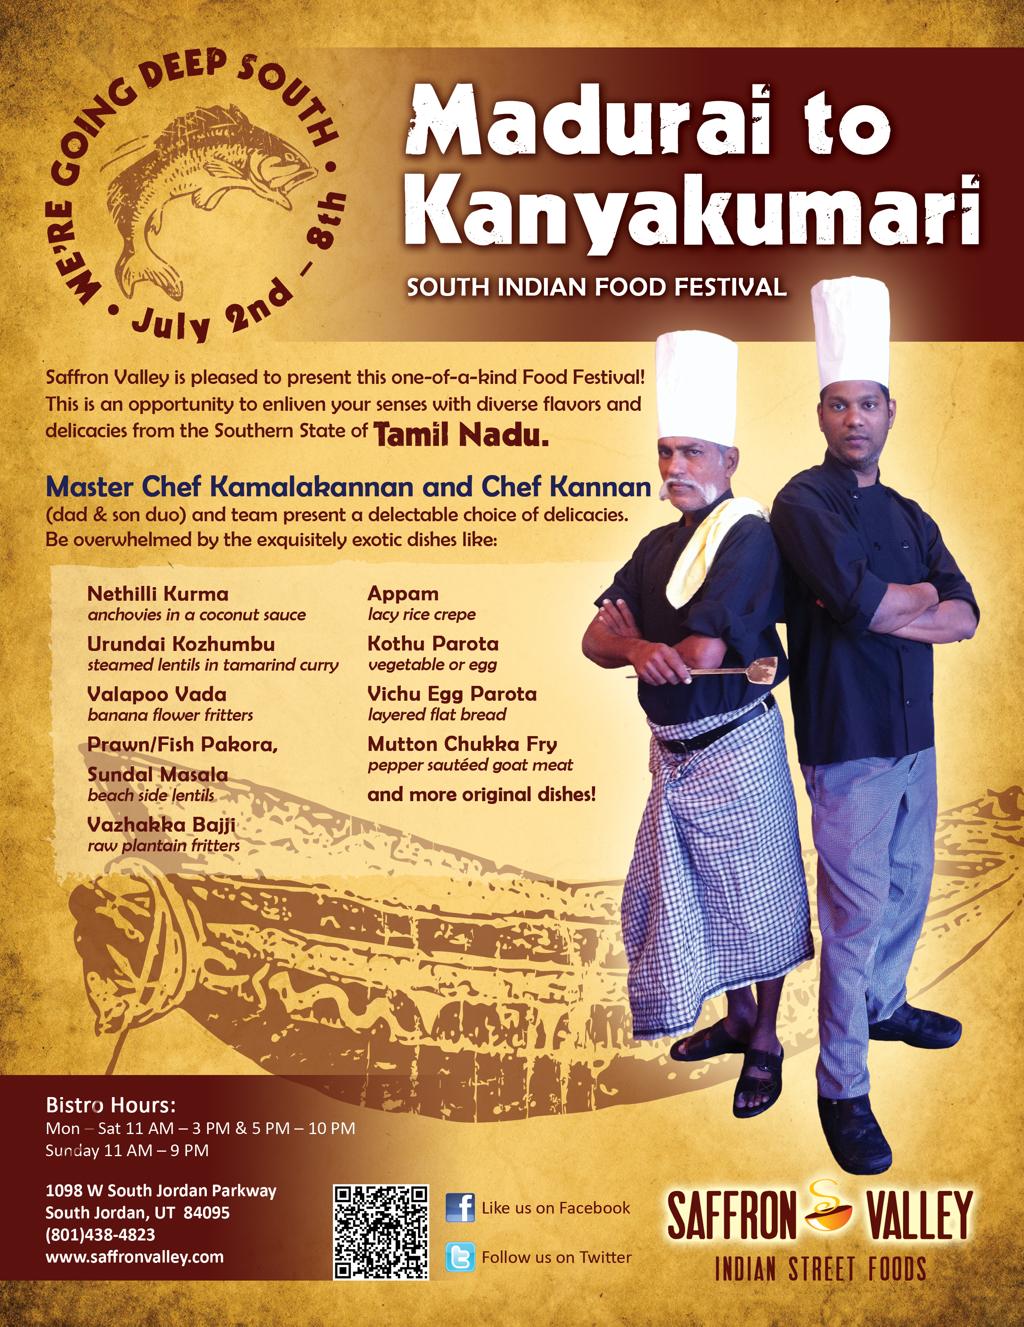 WE'RE GOING DEEP SOUTH •
July 2nd – 8th •
Madurai to
Kanyakumari
SOUTH INDIAN FOOD FESTIVAL
Saffron Valley is pleased to present this one-of-a-kind Food Festival!
This is an opportunity to enliven your senses with diverse flavors and
delicacies from the Southern State of Tamil Nadu.
Master Chef Kamalakannan and Chef Kannan
(dad & son duo) and team present a delectable choice of delicacies.
Be overwhelmed by the exquisitely exotic dishes like:
Nethilli Kurma
anchovies in a coconut sauce
Urundai Kozhumbu
steamed lentils in tamarind curry
Valapoo Vada
banana flower fritters
Prawn/Fish Pakora,
Sundal Masala
beach side lentils
Vazhakka Bajji
raw plantain fritters
Appam
lacy rice crepe
Kothu Parota
vegetable or egg
Vichu Egg Parota
layered flat bread
Mutton Chukka Fry
pepper sautéed goat meat
and more original dishes!
Bistro Hours:
Mon – Sat 11 AM – 3 PM & 5 PM – 10 PM
Sunday 11 AM – 9 PM
1098 W South Jordan Parkway
South Jordan, UT 84095
(801)438-4823
www.saffronvalley.com
Like us on Facebook
Follow us on Twitter
SAFFRON VALLEY
INDIAN STREET FOODS